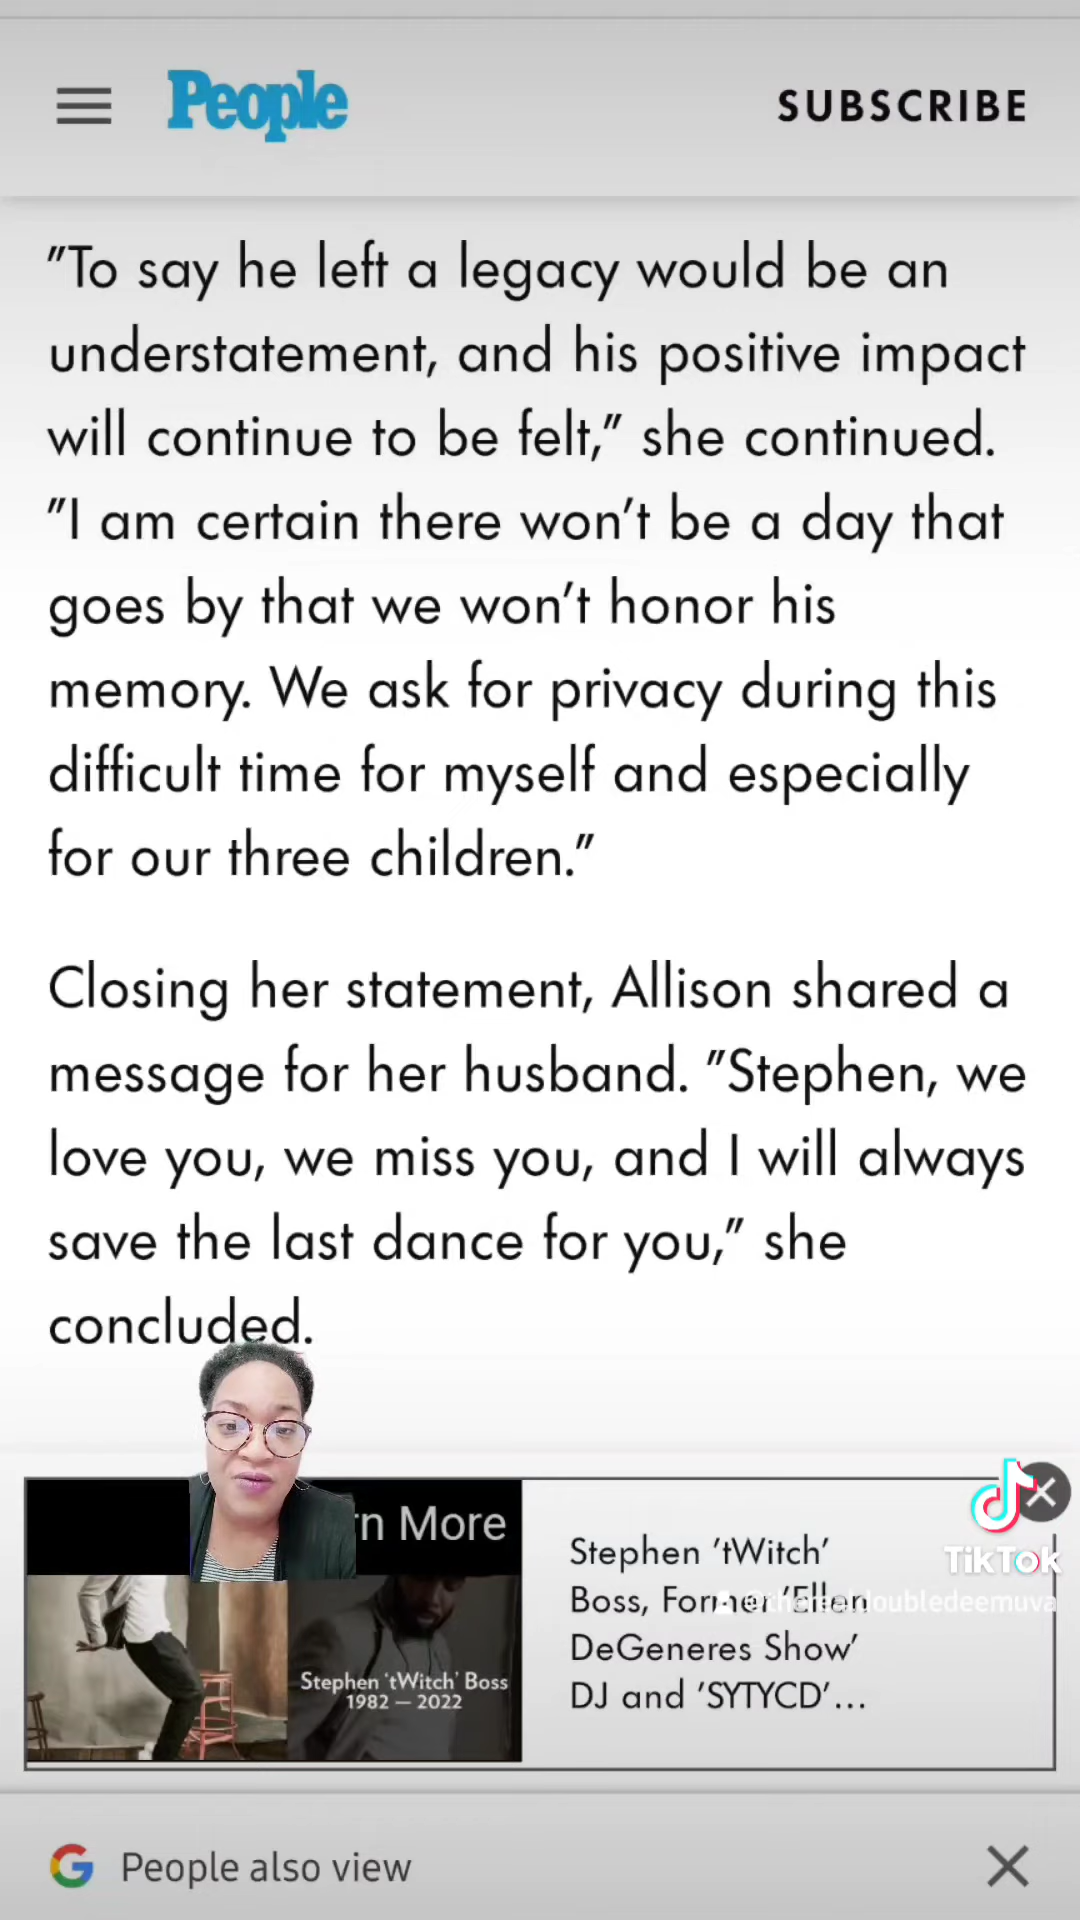 People
SUBSCRIBE
"To say he left a legacy would be an
understatement, and his positive impact
will continue to be felt," she continued.
"I am certain there won't be a day that
goes by that we won't honor his
memory. We ask for privacy during this
difficult time for myself and especially
for our three children."
Closing her statement, Allison shared a
message for her husband. "Stephen, we
love you, we miss you, and I will always
save the last dance for you," she
concluded.
rn More
Stephen 'tWitch' Boss
1982 — 2022
Stephen 'tWitch'
Boss, Former 'Ellen
DeGeneres Show'
DJ and 'SYTYCD'...
TikTok
People also view